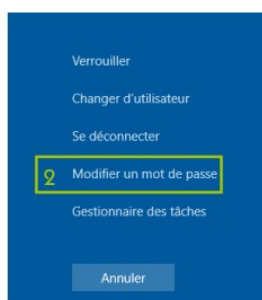 Verrouiller
Changer d'utilisateur
Se déconnecter
2 Modifier un mot de passe
Gestionnaire des tâches
Annuler